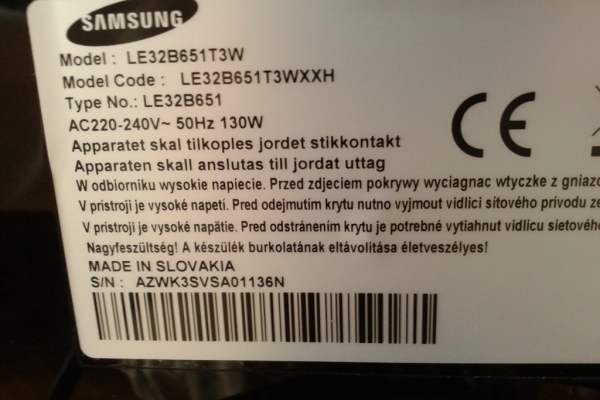 SAMSUNG
Model : LE32B651T3W
Model Code : LE32B651T3WXXH
Type No.: LE32B651
AC220-240V~ 50Hz 130W
Apparatet skal tilkoples jordet stikkontakt
Apparaten skall anslutas till jordat uttag
W odbiorniku wysokie napiecie. Przed zdjeciem pokrywy wyciagnac wtyczke z gniazd
V pristroji je vysoké napetí. Pred odejmutím krytu nutno vyjmout vidlici sítového prívodu ze
V pristroji je vysoké napätie. Pred odstránením krytu je potrebné vytiahnut vidlicu sietového
Nagyfeszültség! A készülék burkolatának eltávolítása életveszélyes!
MADE IN SLOVAKIA
S/N : AZWK3SVSA01136N
CE